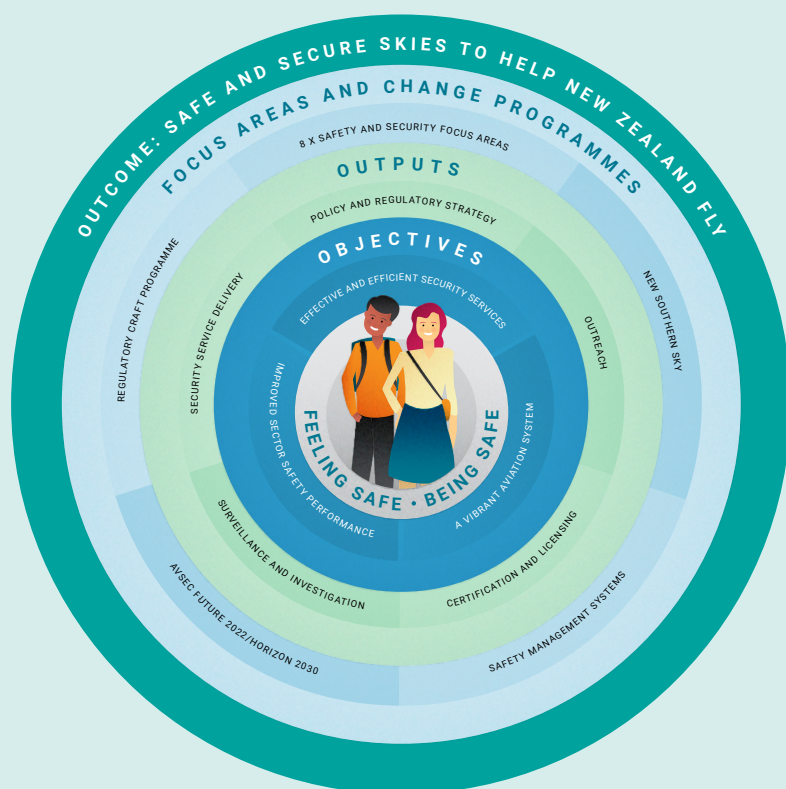 OUTCOME: SAFE AND SECURE SKIES TO HELP NEW ZEALAND FLY
FOCUS AREAS AND CHANGE PROGRAMMES
8 X SAFETY AND SECURITY FOCUS AREAS
NEW SOUTHERN SKY
SAFETY MANAGEMENT SYSTEMS
AVSEC FUTURE 2022/HORIZON 2030
REGULATORY CRAFT PROGRAMME
OUTPUTS
POLICY AND REGULATORY STRATEGY
OUTREACH
CERTIFICATION AND LICENSING
SURVEILLANCE AND INVESTIGATION
SECURITY SERVICE DELIVERY
OBJECTIVES
EFFECTIVE AND EFFICIENT SECURITY SERVICES
A VIBRANT AVIATION SYSTEM
IMPROVED SECTOR SAFETY PERFORMANCE
FEELING SAFE • BEING SAFE